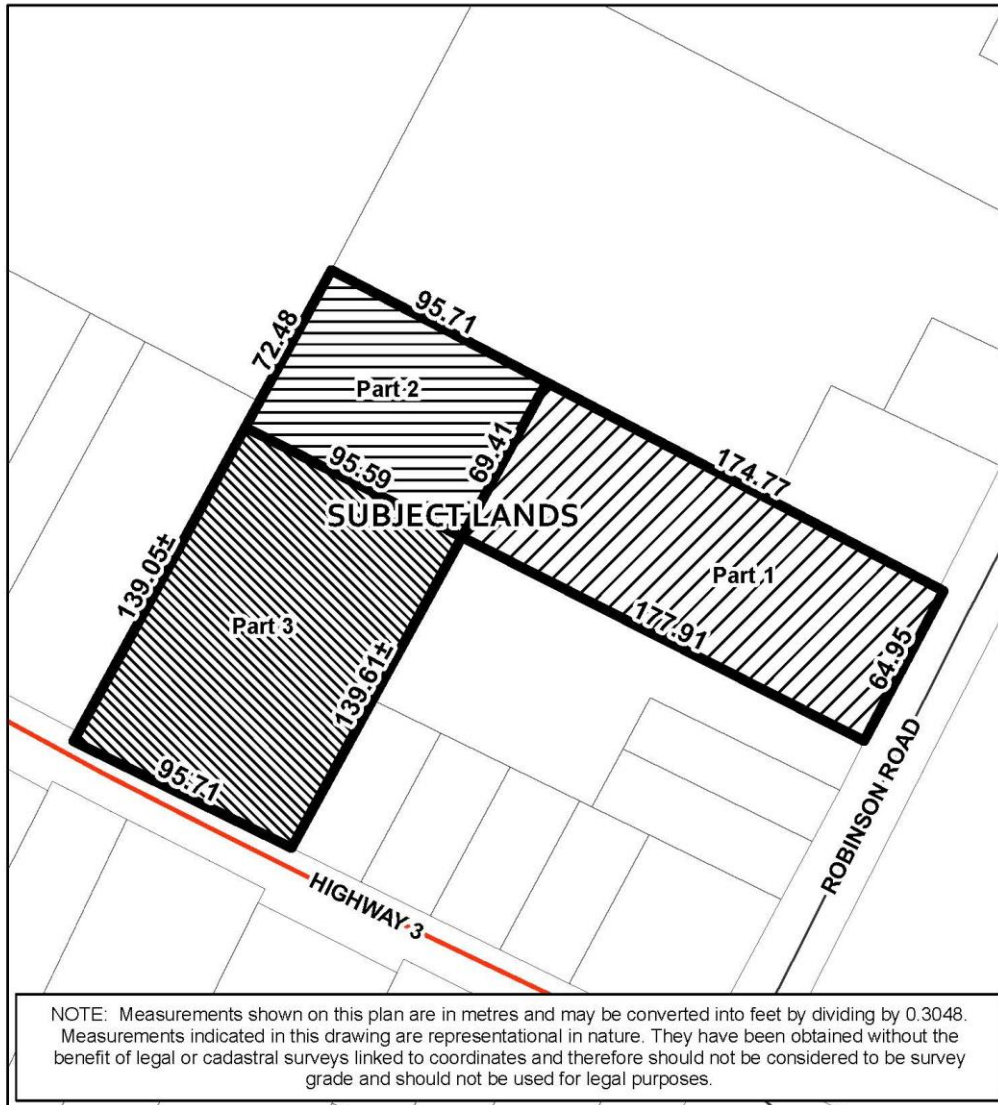 95.71
72.48
Part 2
69.41
95.59
174.77
SUBJECT LANDS
Part 1
139.05±
Part 3
177.91
139.61±
64.95
95.71
ROBINSON ROAD
HIGHWAY 3
NOTE: Measurements shown on this plan are in metres and may be converted into feet by dividing by 0.3048.
Measurements indicated in this drawing are representational in nature. They have been obtained without the
benefit of legal or cadastral surveys linked to coordinates and therefore should not be considered to be survey
grade and should not be used for legal purposes.